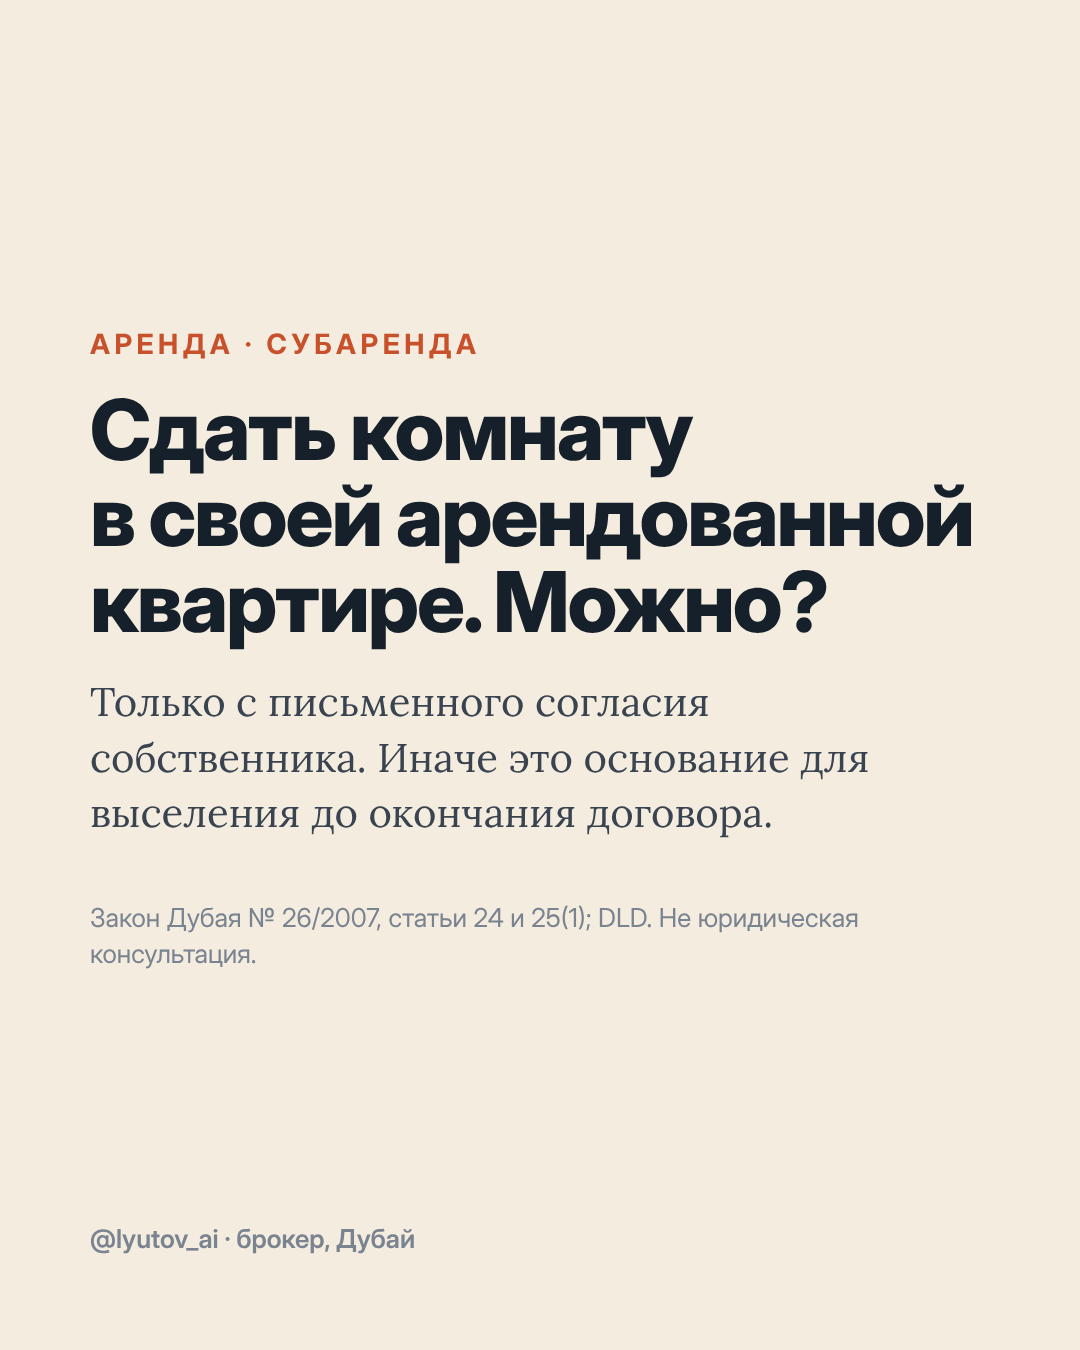 АРЕНДА · СУБАРЕНДА
Сдать комнату
в своей арендованной
квартире. Можно?
Только с письменного согласия
собственника. Иначе это основание для
выселения до окончания договора.
Закон Дубая № 26/2007, статьи 24 и 25(1); DLD. Не юридическая
консультация.
@lyutov_ai · брокер, Дубай